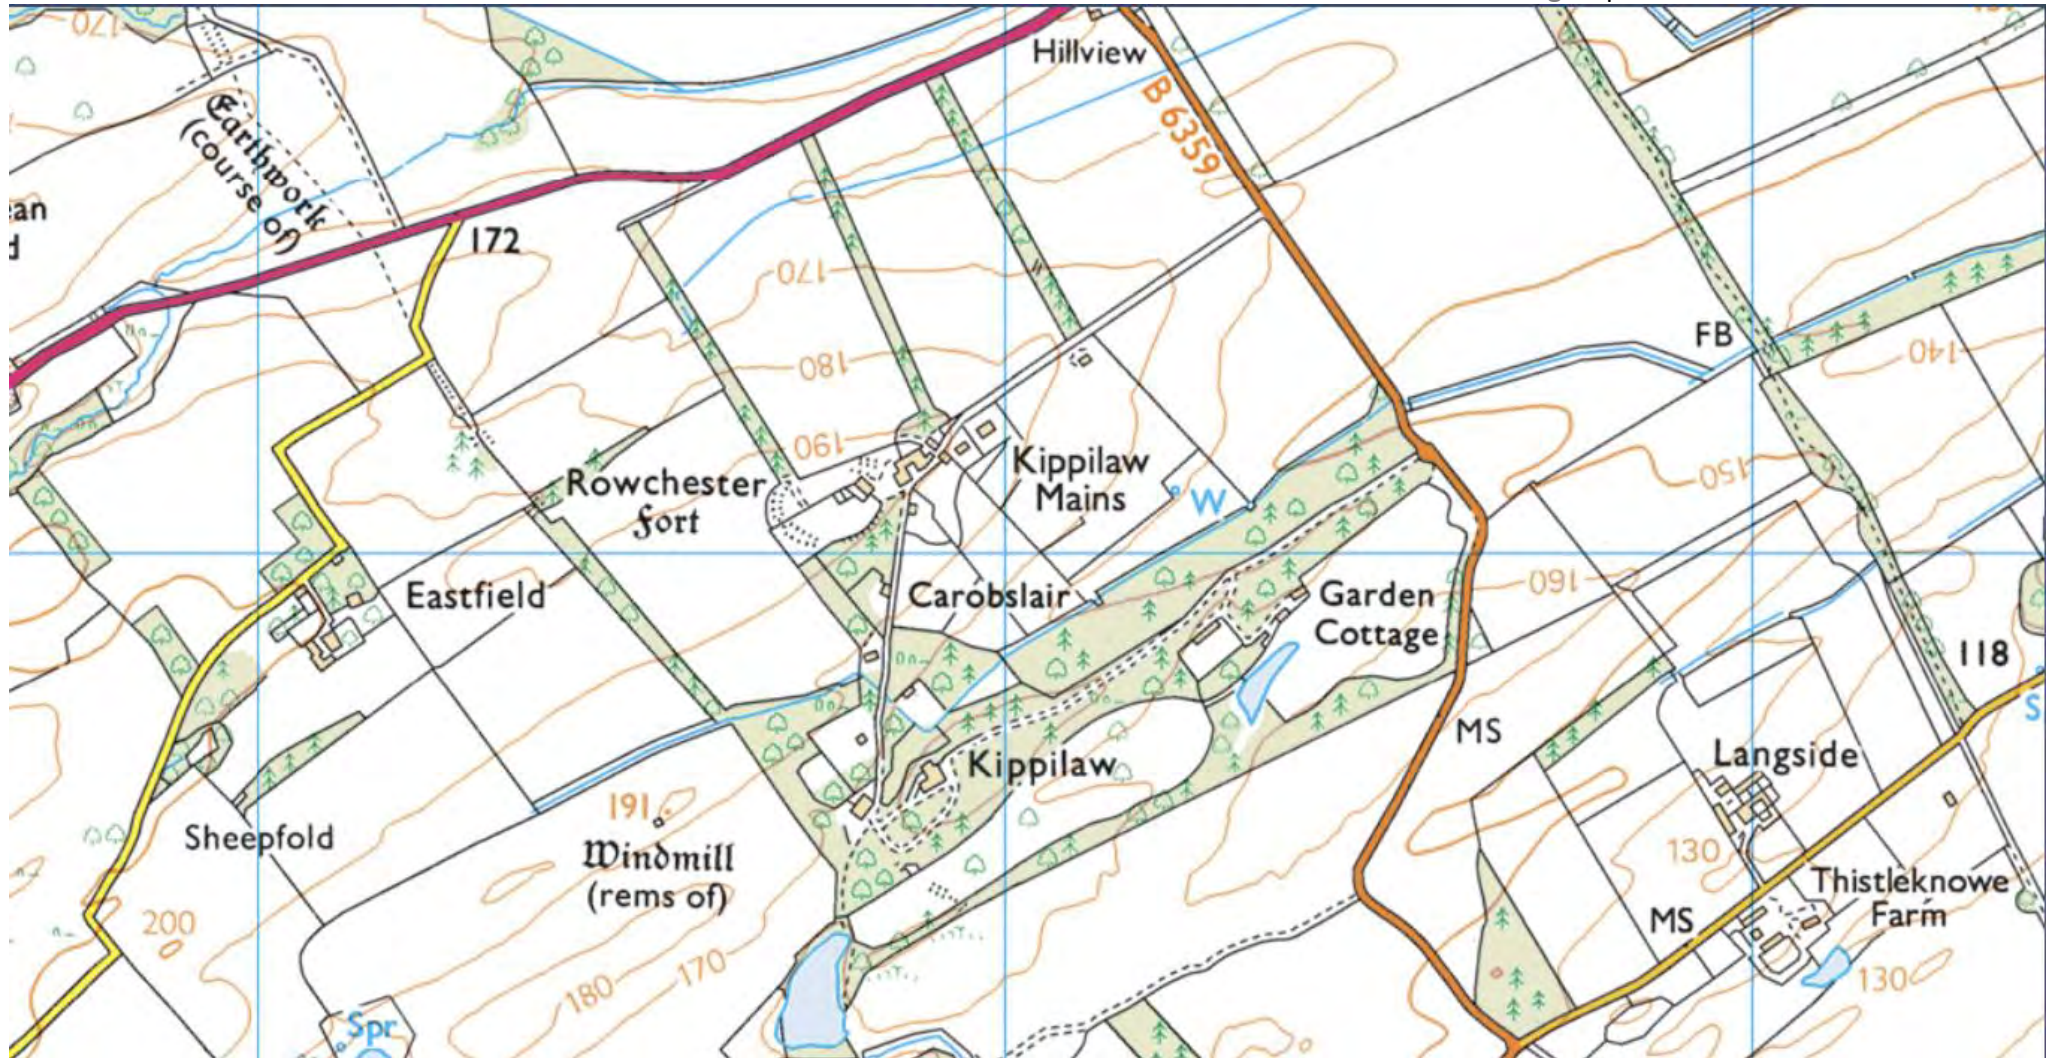 170
Hillview
B 6359
Earthwork
(course of)
172
170
FB
180
140
190
Rowchester
Fort
Kippilaw
Mains
W
150
Eastfield
Carobslair
Garden
Cottage
160
118
S
MS
Langside
Kippilaw
191
Sheepfold
Windmill
(rems of)
130
Thistleknowe
Farm
MS
200
180
170
130
Spr